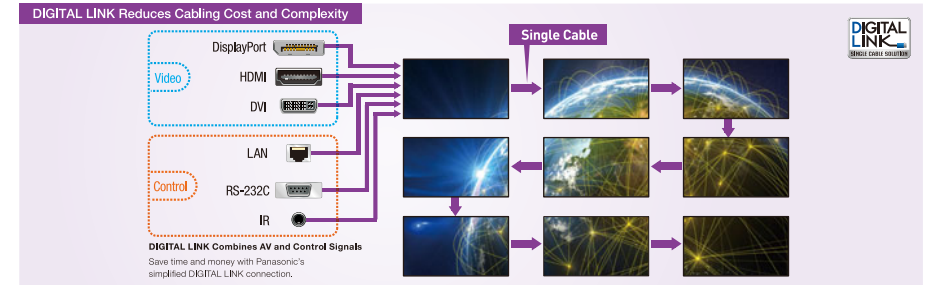 DIGITAL LINK Reduces Cabling Cost and Complexity
DIGITAL
LINK
SINGLE CABLE SOLUTION
Single Cable
DisplayPort
HDMI
DVI
Video
LAN
RS-232C
IR
Control
DIGITAL LINK Combines AV and Control Signals
Save time and money with Panasonic's
simplified DIGITAL LINK connection.